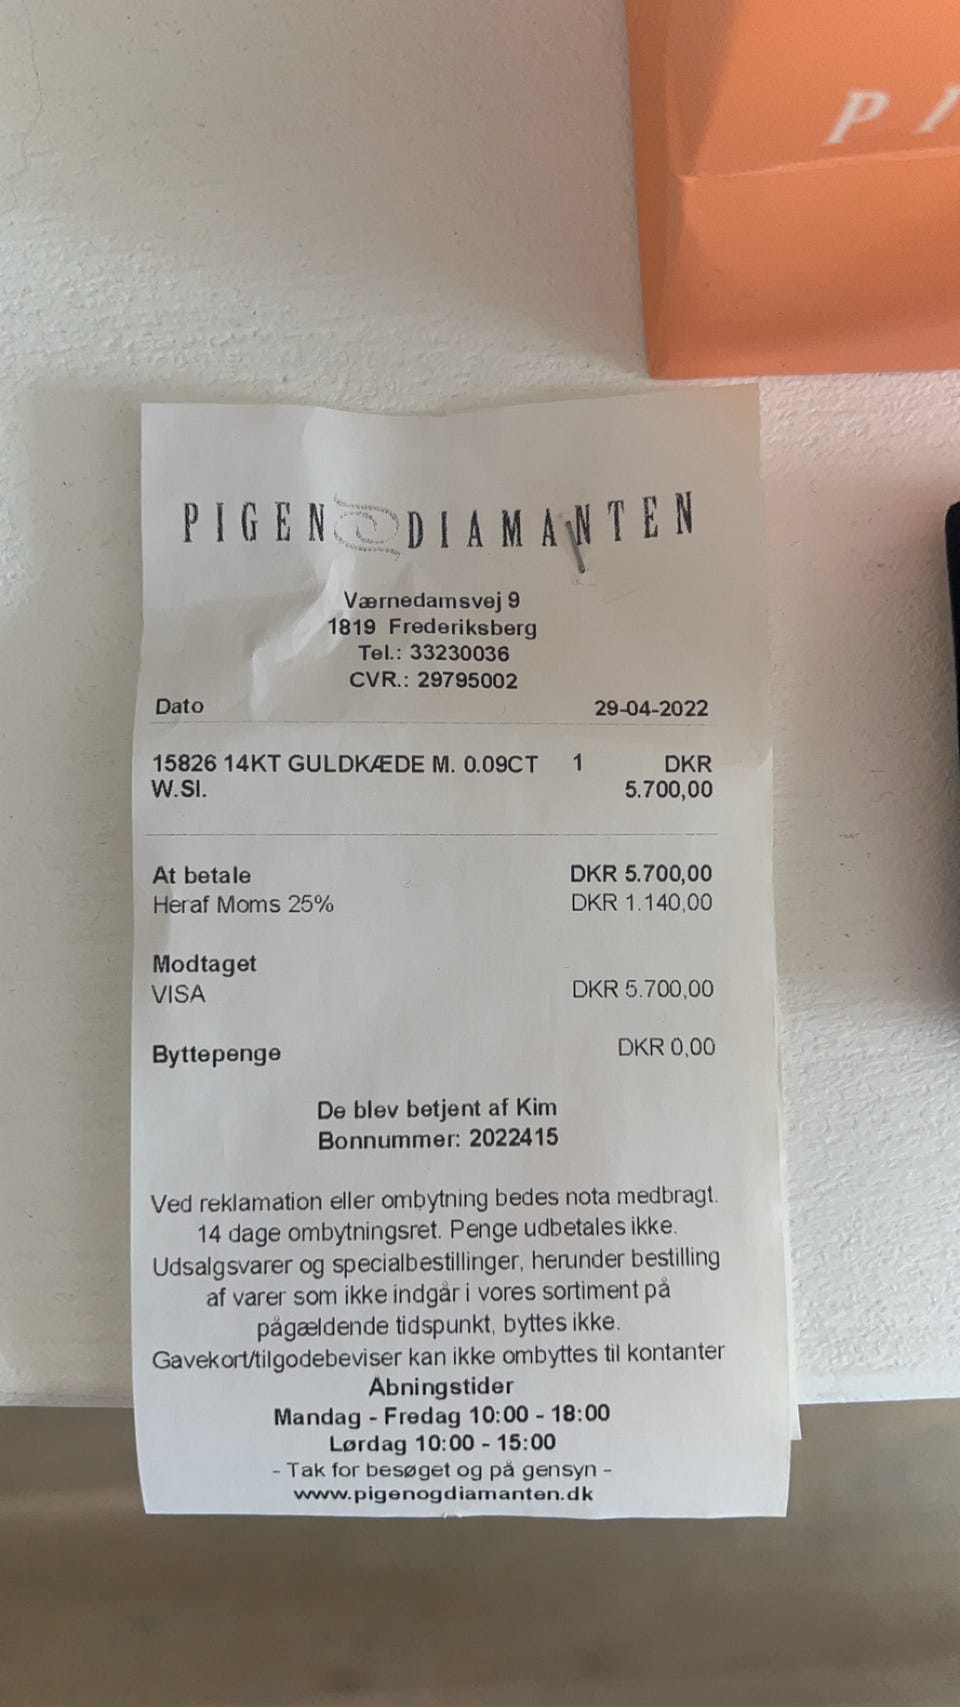 PI
PIGEN DIAMANTEN
Værnedamsvej 9
1819 Frederiksberg
Tel.: 33230036
CVR.: 29795002
Dato 29-04-2022
15826 14KT GULDKÆDE M. 0.09CT 1 DKR
W.SI. 5.700,00
At betale DKR 5.700,00
Heraf Moms 25% DKR 1.140,00
Modtaget
VISA DKR 5.700,00
Byttepenge DKR 0,00
De blev betjent af Kim
Bonnummer: 2022415
Ved reklamation eller ombytning bedes nota medbragt.
14 dage ombytningsret. Penge udbetales ikke.
Udsalgsvarer og specialbestillinger, herunder bestilling
af varer som ikke indgår i vores sortiment på
pågældende tidspunkt, byttes ikke.
Gavekort/tilgodebeviser kan ikke ombyttes til kontanter
Åbningstider
Mandag - Fredag 10:00 - 18:00
Lørdag 10:00 - 15:00
- Tak for besøget og på gensyn -
www.pigenogdiamanten.dk